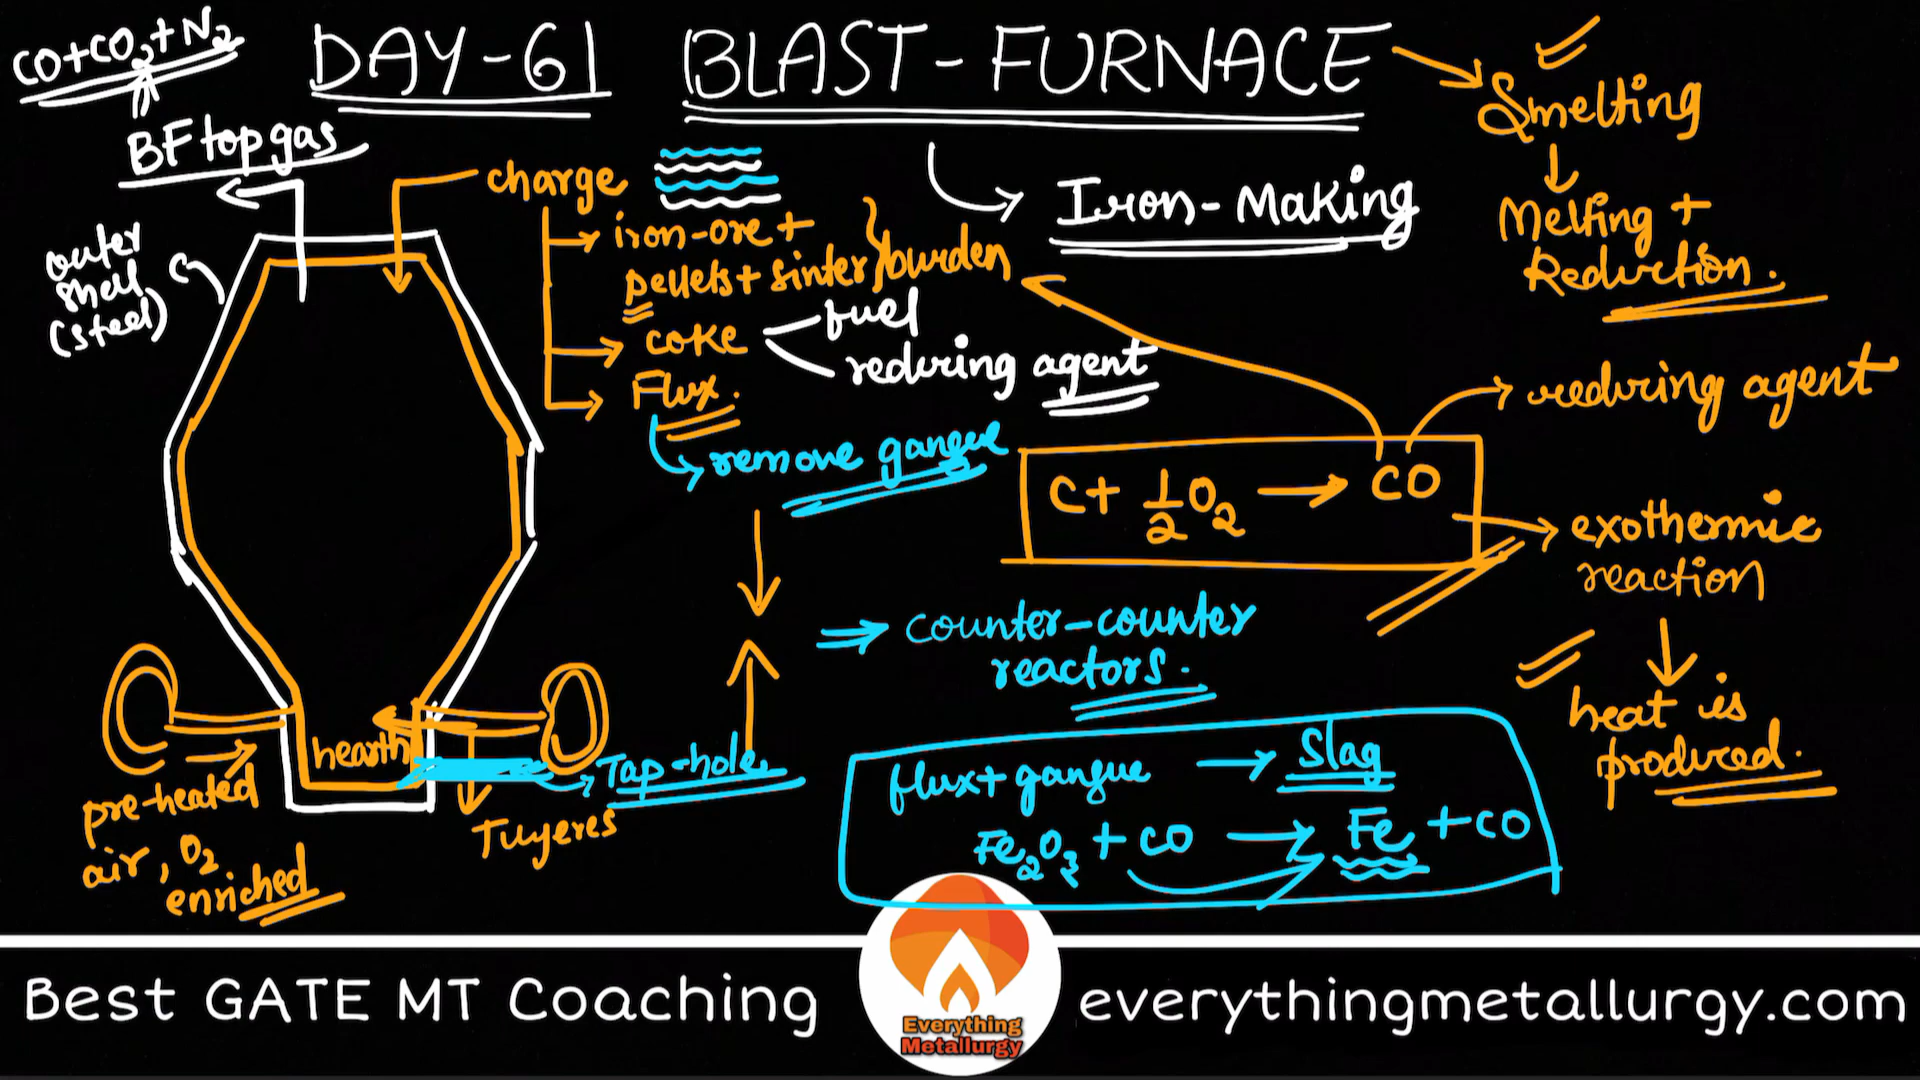 CO+CO2+N2
DAY-61
BLAST-FURNACE
Smelting
Melting +
Reduction.
BF top gas
charge
Iron-Making
outer
shell
(steel)
iron-ore +
pellets + sinter} burden
coke
fuel
reducing agent
Flux.
remove gangue
reducing agent
C + 1/2 O2 → CO
exothermic
reaction
heat is
produced.
⇒ counter-counter
reactors.
hearth
Tap-hole
Tuyeres
pre-heated
air, O2
enriched
flux + gangue → Slag
Fe2O3 + CO → Fe + CO
Best GATE MT Coaching
Everything
Metallurgy
everythingmetallurgy.com